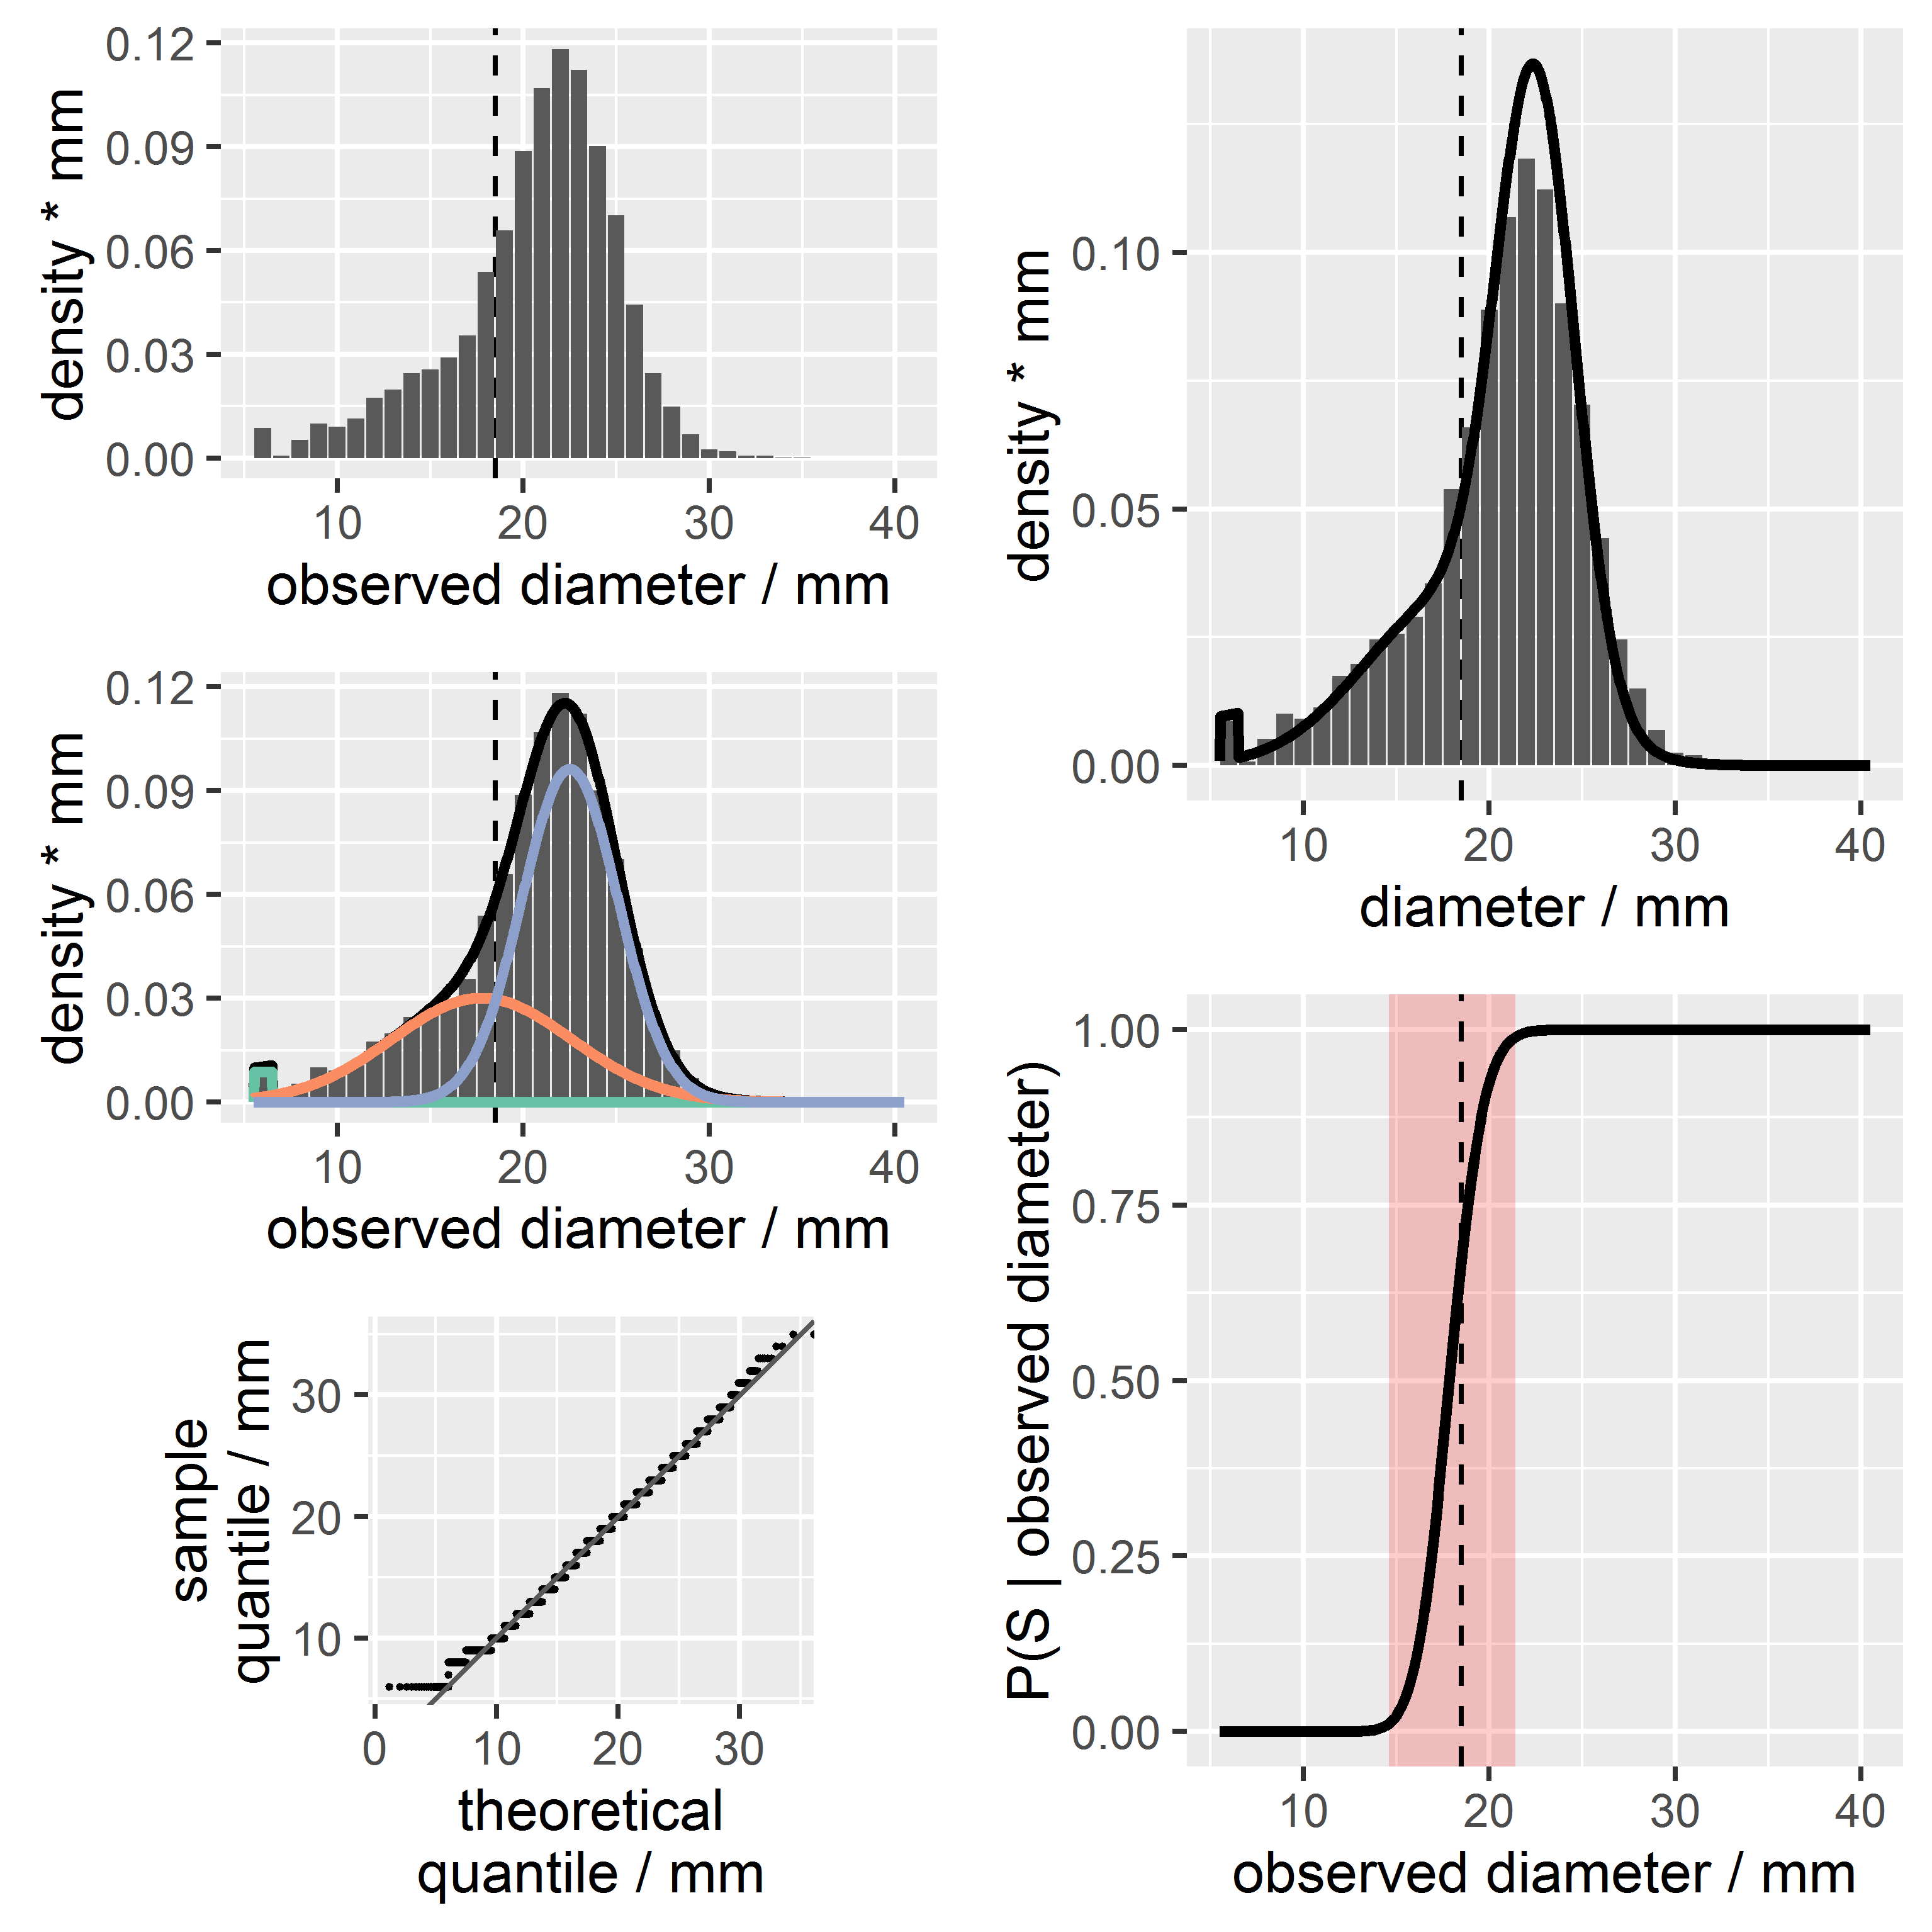 density * mm
0.12
0.09
0.06
0.03
0.00
10 20 30 40
observed diameter / mm
density * mm
0.12
0.09
0.06
0.03
0.00
10 20 30 40
observed diameter / mm
sample
quantile / mm
30
20
10
0 10 20 30
theoretical
quantile / mm
density * mm
0.10
0.05
0.00
10 20 30 40
diameter / mm
P(S | observed diameter)
1.00
0.75
0.50
0.25
0.00
10 20 30 40
observed diameter / mm